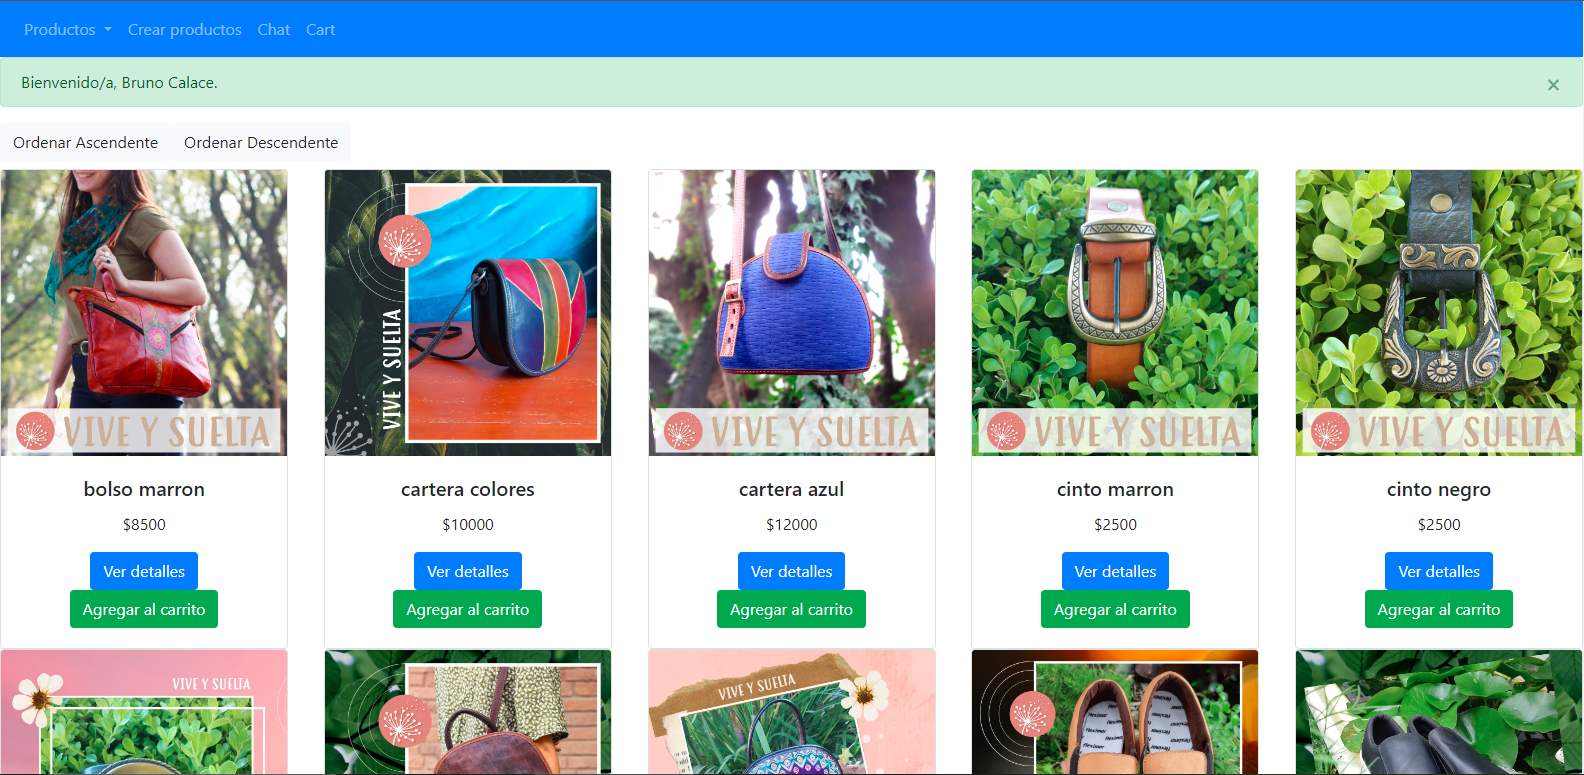 Productos
Crear productos
Chat
Cart
Bienvenido/a, Bruno Calace.
×
Ordenar Ascendente
Ordenar Descendente
VIVE Y SUELTA
VIVE Y SUELTA
VIVE Y SUELTA
VIVE Y SUELTA
VIVE Y SUELTA
bolso marron
cartera colores
cartera azul
cinto marron
cinto negro
$8500
$10000
$12000
$2500
$2500
Ver detalles
Ver detalles
Ver detalles
Ver detalles
Ver detalles
Agregar al carrito
Agregar al carrito
Agregar al carrito
Agregar al carrito
Agregar al carrito
VIVE Y SUELTA
VIVE Y SUELTA